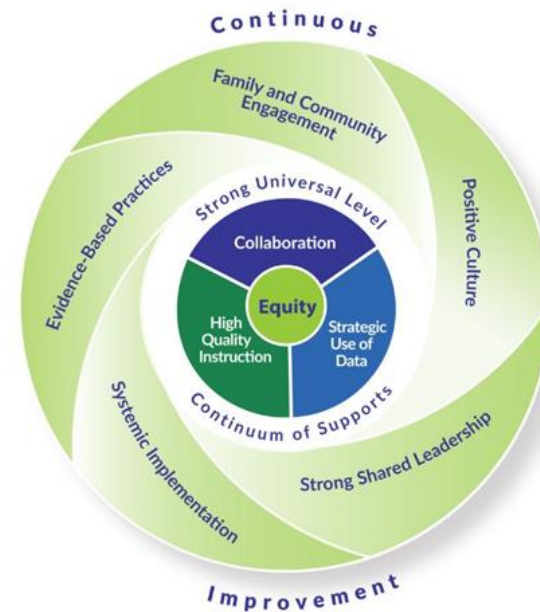 Continuous
Family and Community
Engagement
Positive Culture
Evidence-Based Practices
Strong Universal Level
Collaboration
Equity
High
Quality
Instruction
Strategic
Use of
Data
Continuum of Supports
Systemic Implementation
Strong Shared Leadership
Improvement